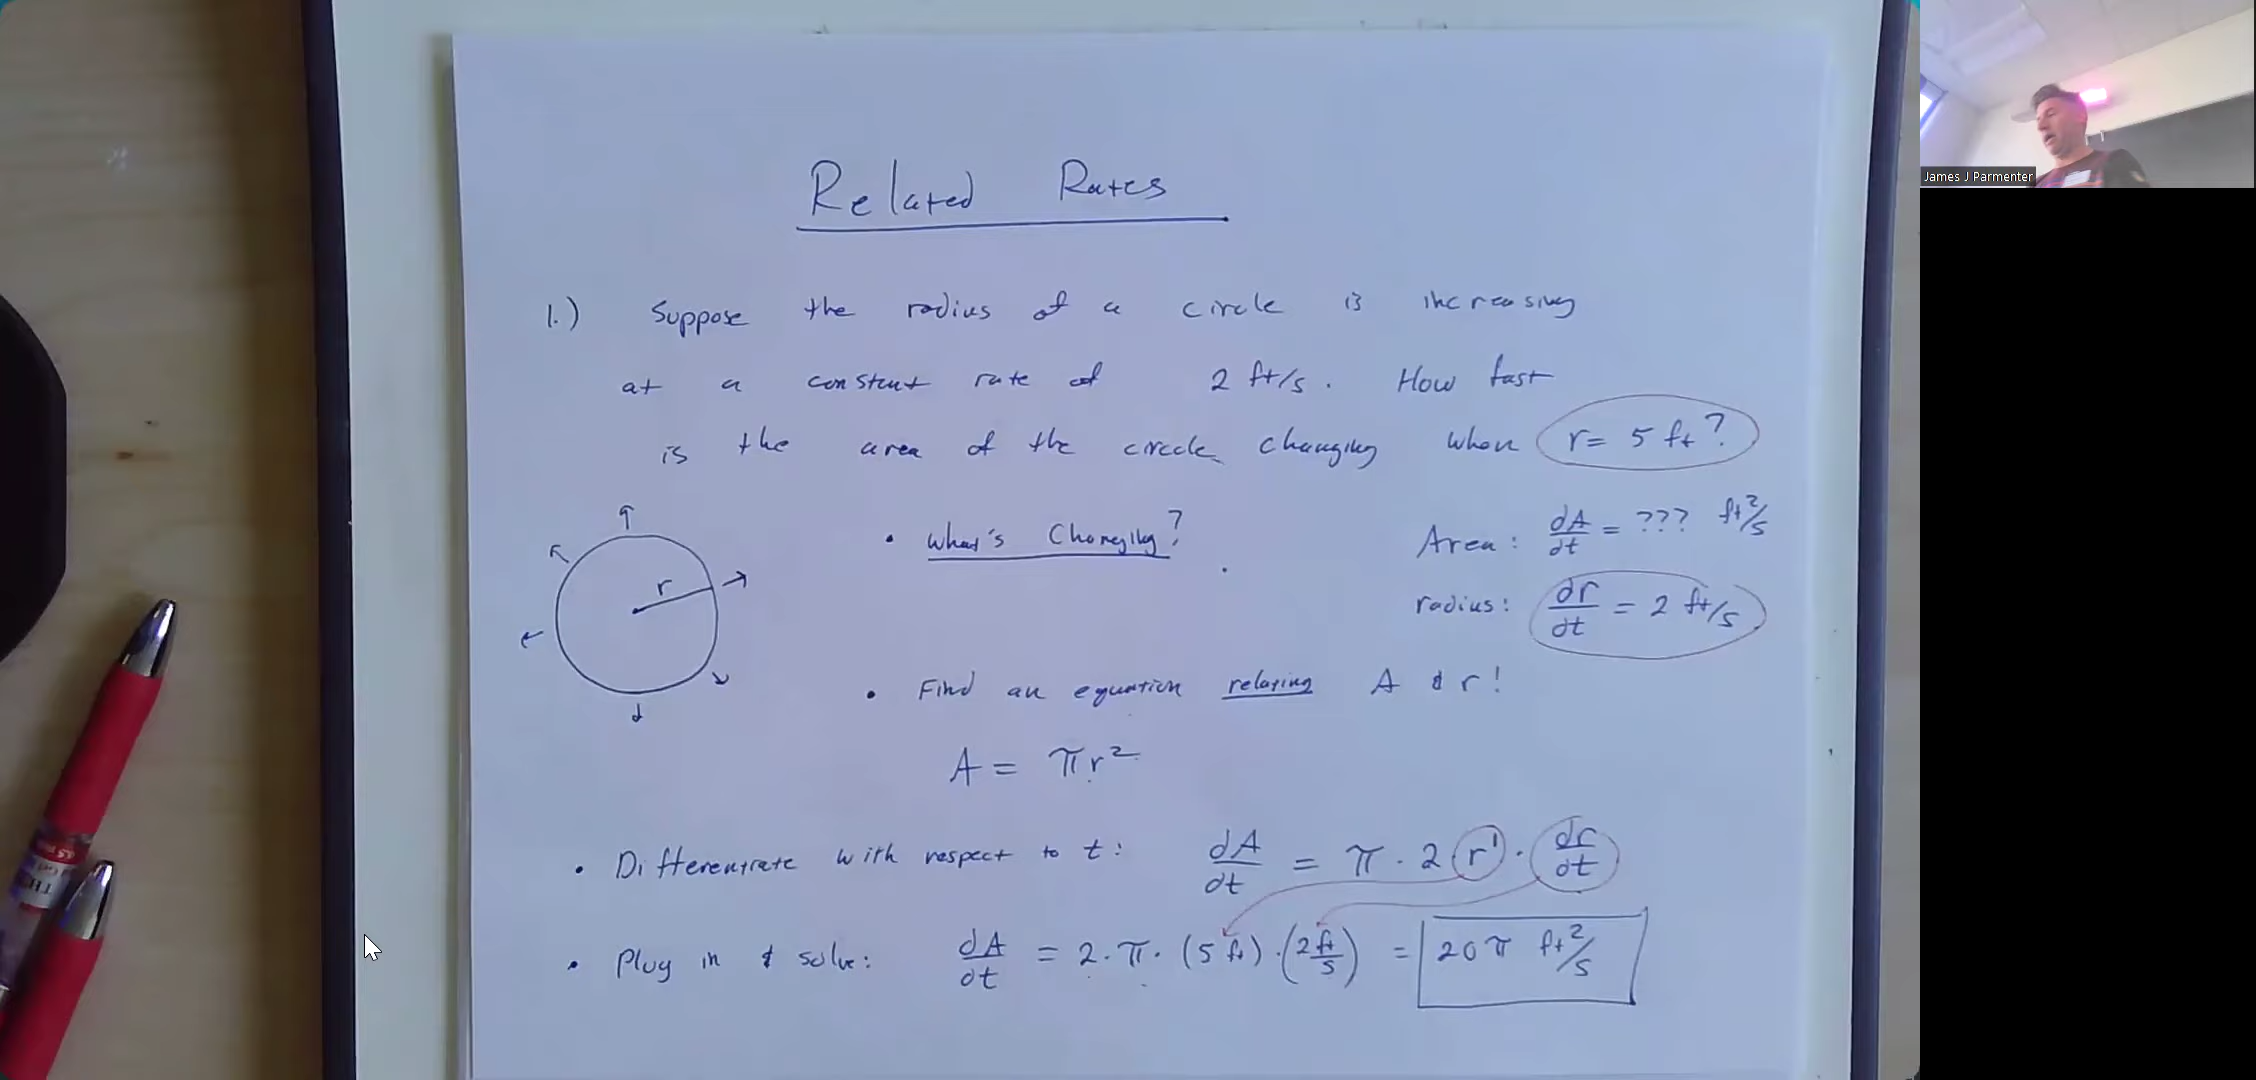 Related Rates
1.) Suppose the radius of a circle is increasing
at a constant rate of 2 ft/s. How fast
is the area of the circle changing when r = 5 ft?
• What's Changing?
Area: dA/dt = ??? ft²/s
radius: dr/dt = 2 ft/s
r
• Find an equation relating A & r!
A = πr²
• Differentiate with respect to t: dA/dt = π · 2 r¹ · dr/dt
• Plug in & solve: dA/dt = 2 · π · (5 ft) · (2 ft/s) = 20π ft²/s
James J Parmenter